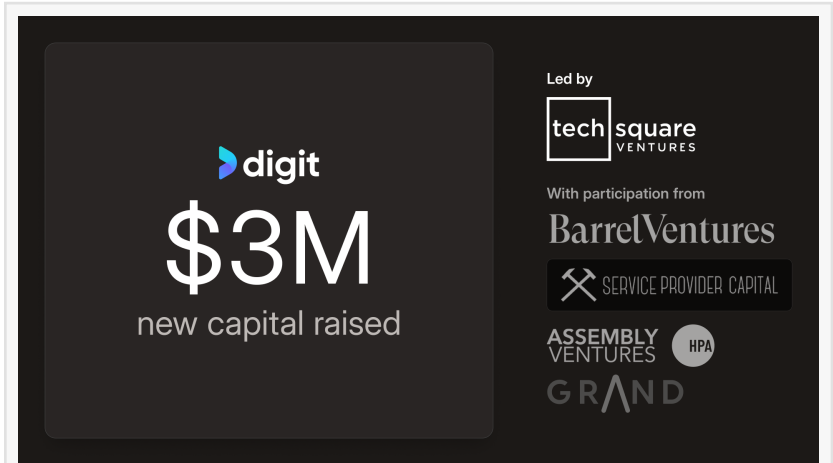 digit
$3M
new capital raised
Led by
tech square
VENTURES
With participation from
BarrelVentures
SERVICE PROVIDER CAPITAL
ASSEMBLY
VENTURES
HPA
GRAND